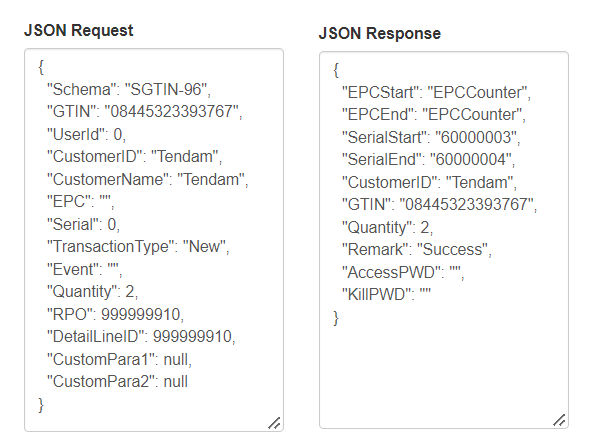 JSON Request
{
"Schema": "SGTIN-96",
"GTIN": "08445323393767",
"UserId": 0,
"CustomerID": "Tendam",
"CustomerName": "Tendam",
"EPC": "",
"Serial": 0,
"TransactionType": "New",
"Event": "",
"Quantity": 2,
"RPO": 999999910,
"DetailLineID": 999999910,
"CustomPara1": null,
"CustomPara2": null
}
JSON Response
{
"EPCStart": "EPCCounter",
"EPCEnd": "EPCCounter",
"SerialStart": "60000003",
"SerialEnd": "60000004",
"CustomerID": "Tendam",
"GTIN": "08445323393767",
"Quantity": 2,
"Remark": "Success",
"AccessPWD": "",
"KillPWD": ""
}